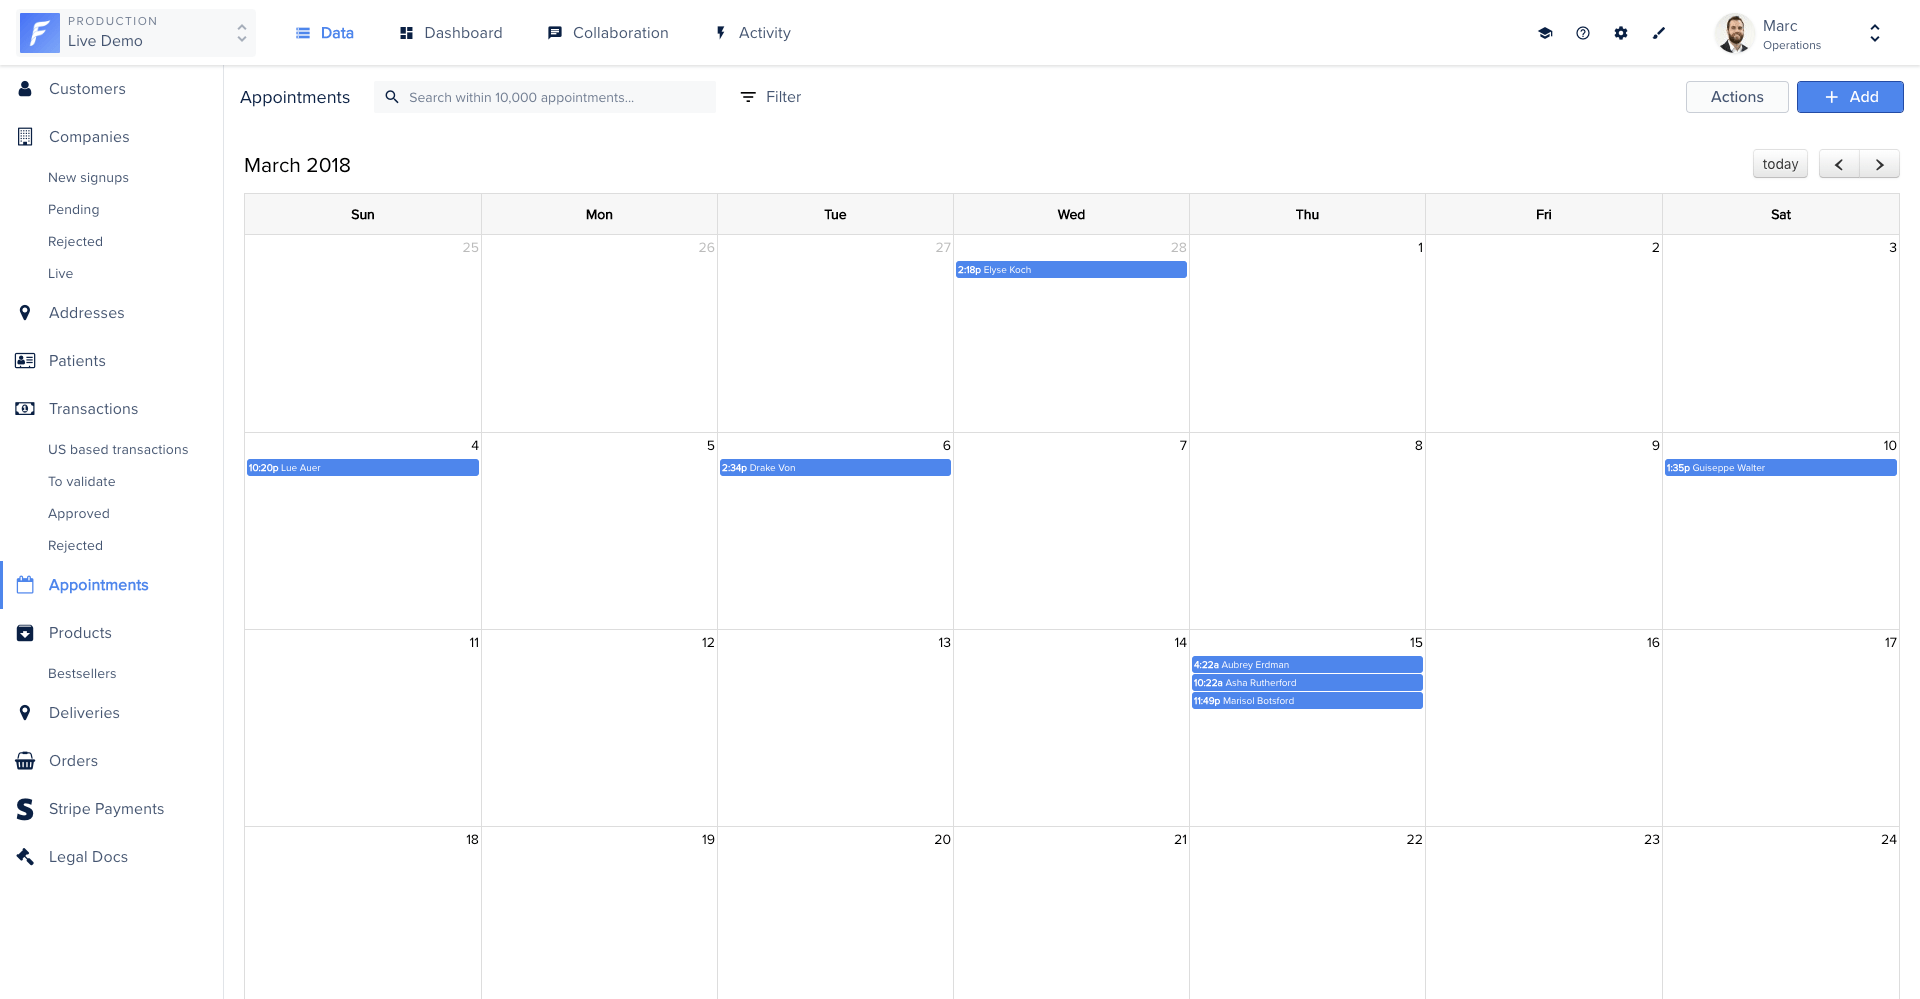 PRODUCTION
Live Demo
Data
Dashboard
Collaboration
Activity
Marc
Operations
Customers
Companies
New signups
Pending
Rejected
Live
Addresses
Patients
Transactions
US based transactions
To validate
Approved
Rejected
Appointments
Products
Bestsellers
Deliveries
Orders
Stripe Payments
Legal Docs
Appointments
Search within 10,000 appointments...
Filter
Actions
Add
March 2018
today
Sun Mon Tue Wed Thu Fri Sat
25 26 27 28 1 2 3
2:18p Elyse Koch
4 5 6 7 8 9 10
10:20p Lue Auer
2:34p Drake Von
1:35p Guiseppe Walter
11 12 13 14 15 16 17
4:22a Aubrey Erdman
10:22a Asha Rutherford
11:49p Marisol Botsford
18 19 20 21 22 23 24